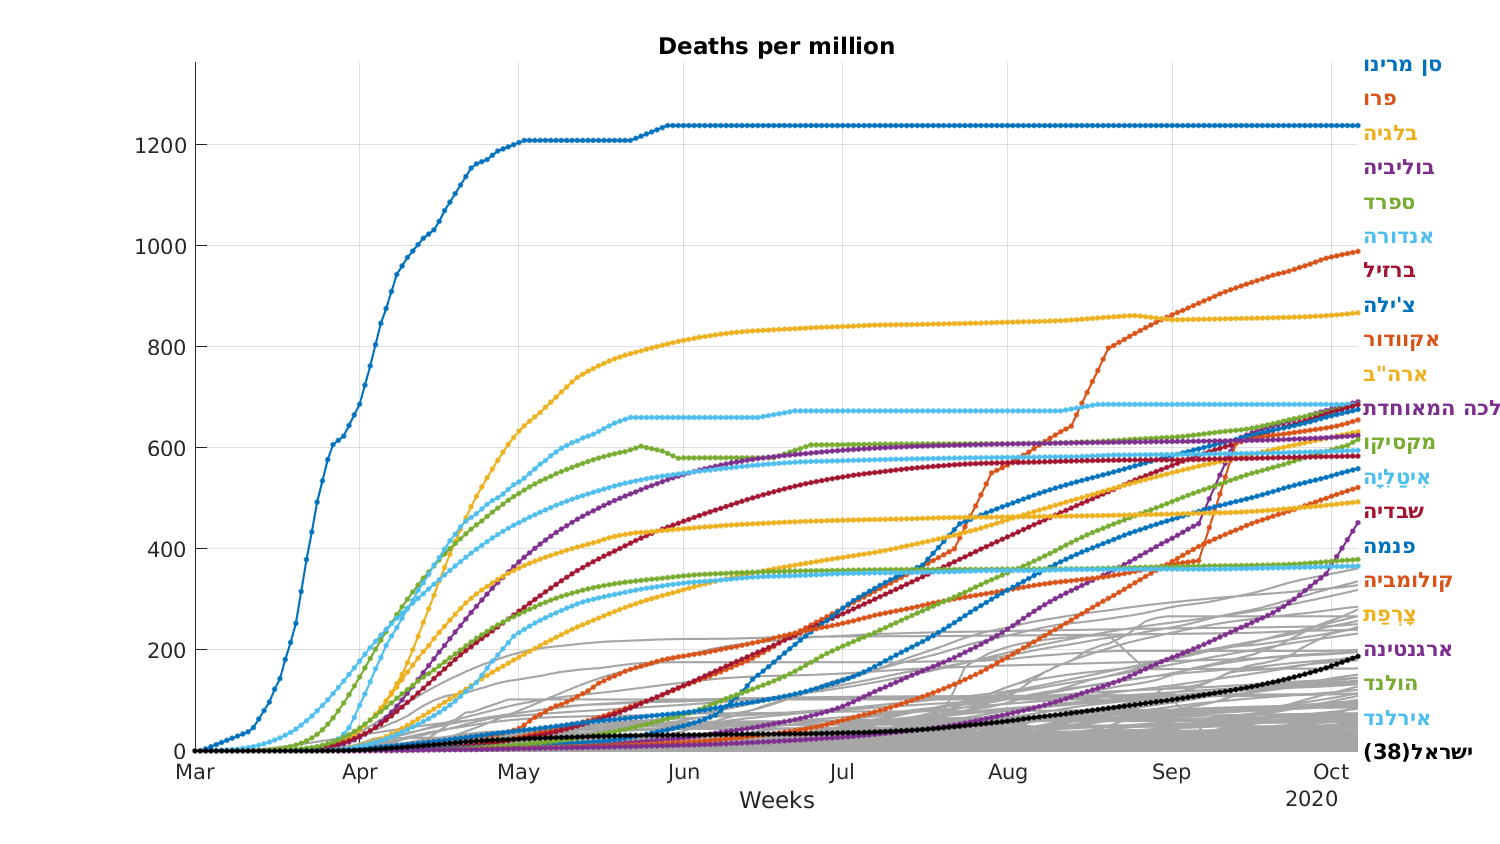 Deaths per million
1200
1000
800
600
400
200
0
Mar
Apr
May
Jun
Jul
Aug
Sep
Oct
2020
Weeks
סן מרינו
פרו
בלגיה
בוליביה
ספרד
אנדורה
ברזיל
צ'ילה
אקוודור
ארה"ב
לכה המאוחדת
מקסיקו
אִיטַלְיָה
שבדיה
פנמה
קולומביה
צָרְפַת
ארגנטינה
הולנד
אירלנד
ישראל(38)